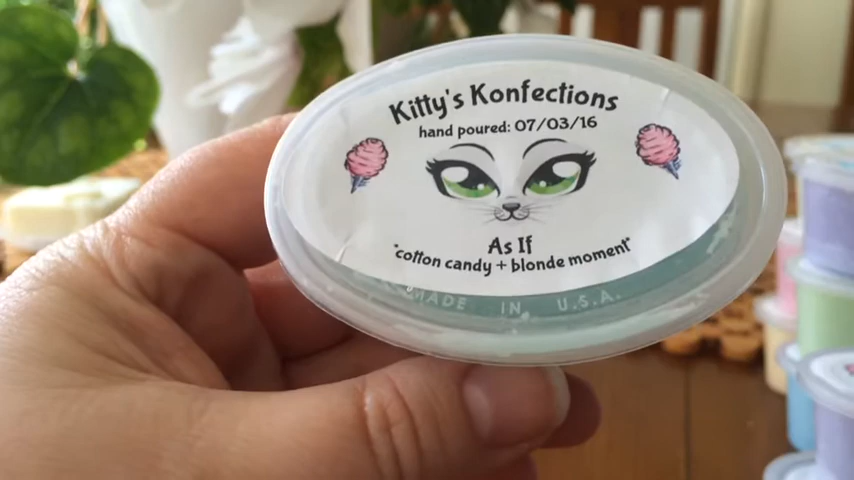 Kitty's Konfections
hand poured: 07/03/16
As If
"cotton candy + blonde moment"
MADE IN U.S.A.